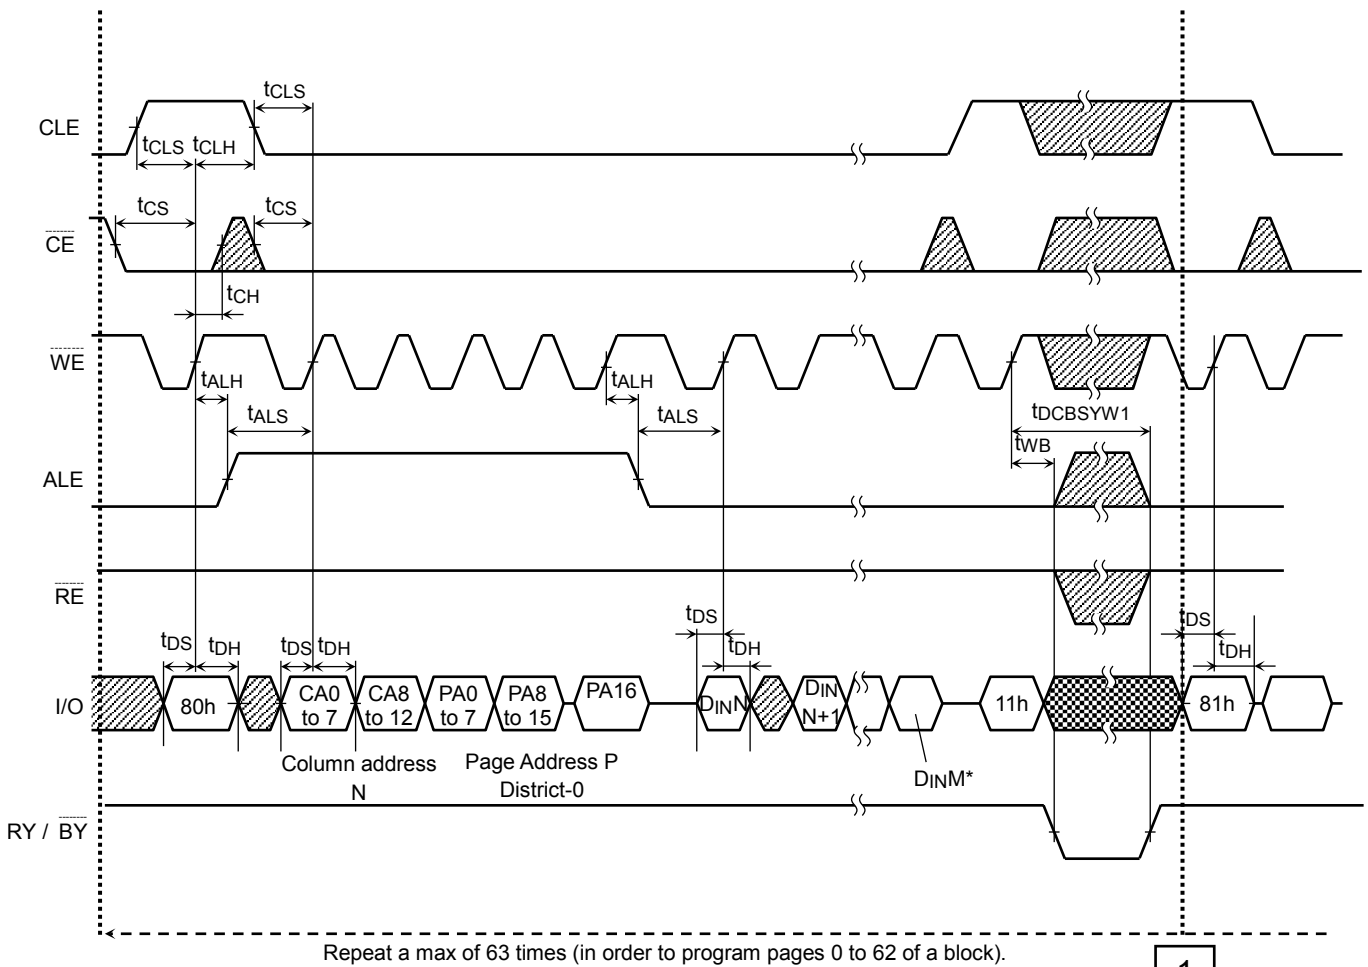 tCLS
CLE
tCLS tCLH
tCS
tCS
CE
tCH
WE
tALH
tALH
tALS
tALS
tDCBSYW1
tWB
ALE
RE
tDS
tDH
tDS
tDH
tDS
tDH
tDS
tDH
I/O
80h
CA0
to 7
CA8
to 12
PA0
to 7
PA8
to 15
PA16
DINN
DIN
N+1
11h
81h
Column address
N
Page Address P
District-0
DINM*
RY / BY
Repeat a max of 63 times (in order to program pages 0 to 62 of a block).
1